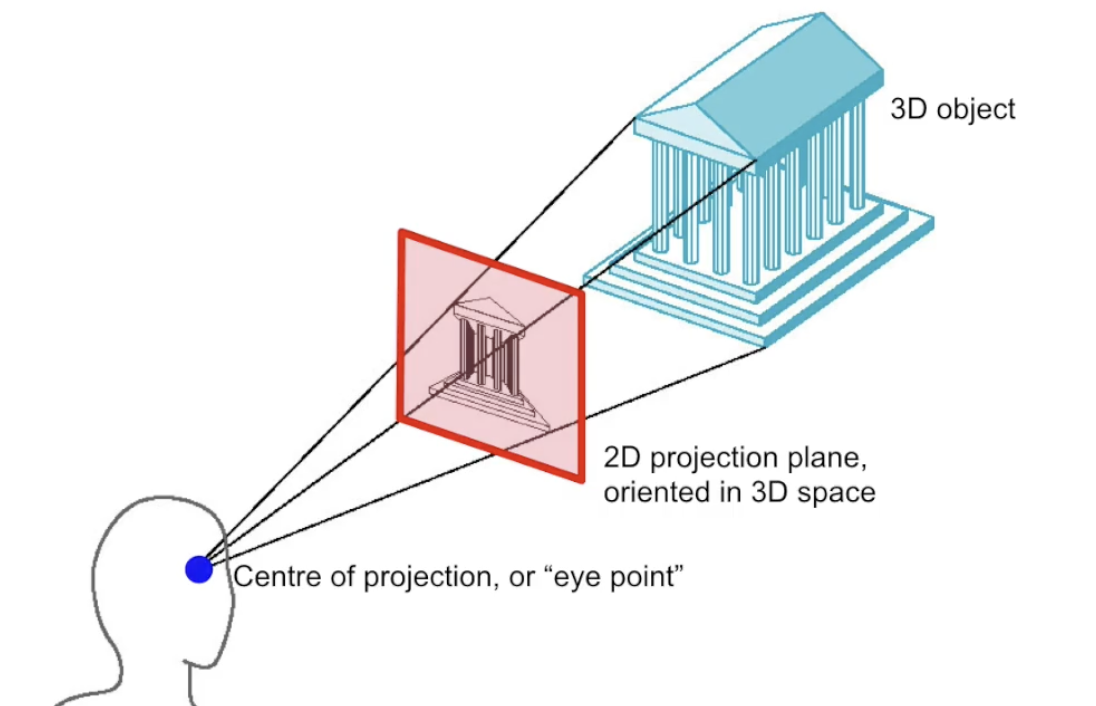 3D object
2D projection plane,
oriented in 3D space
Centre of projection, or “eye point”